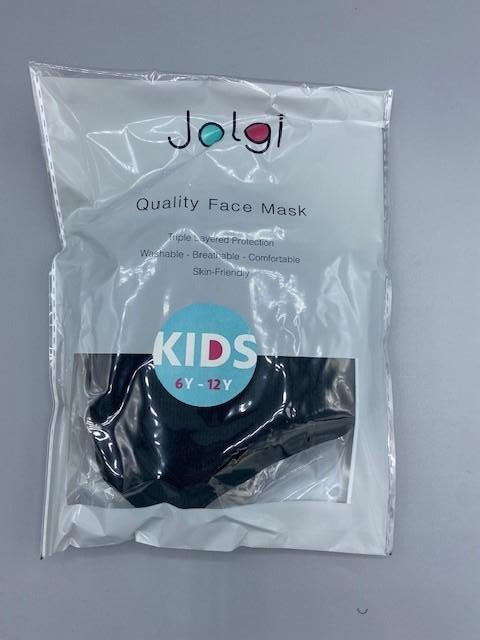 Jolgi
Quality Face Mask
Triple Layered Protection
Washable - Breathable - Comfortable
Skin-Friendly
KIDS
6Y - 12Y